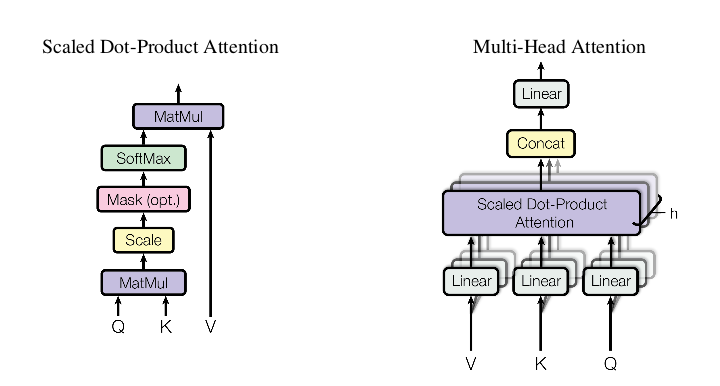 Scaled Dot-Product Attention
MatMul
SoftMax
Mask (opt.)
Scale
MatMul
Q K V
Multi-Head Attention
Linear
Concat
Scaled Dot-Product
Attention
h
Linear Linear Linear
V K Q